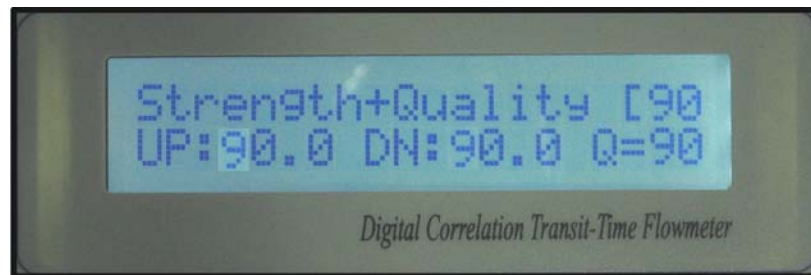 Strength+Quality [90
UP:90.0 DN:90.0 Q=90
Digital Correlation Transit-Time Flowmeter